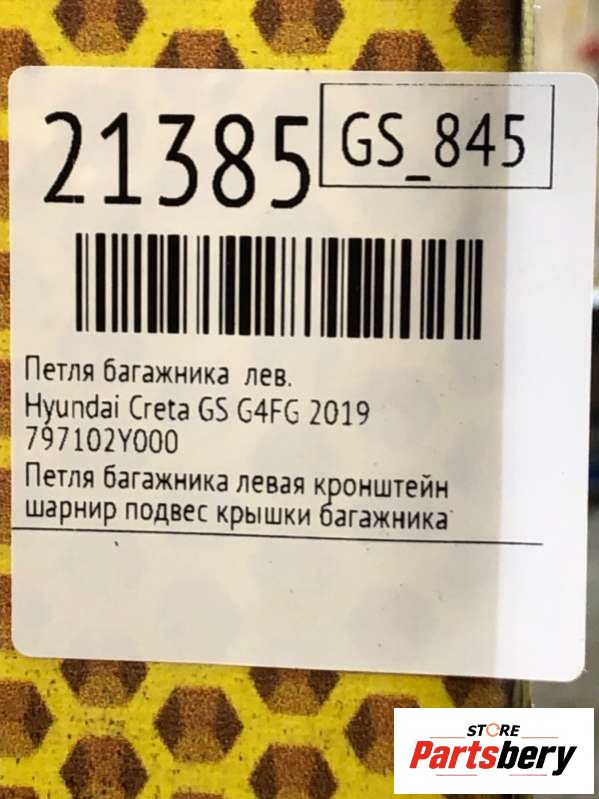 21385
GS_845
Петля багажника лев.
Hyundai Creta GS G4FG 2019
797102Y000
Петля багажника левая кронштейн
шарнир подвес крышки багажника
STORE
Partsbery